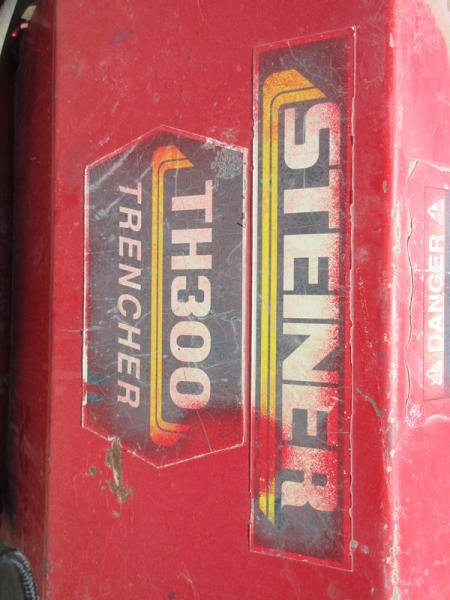 STEINER
TH300
TRENCHER
DANGER